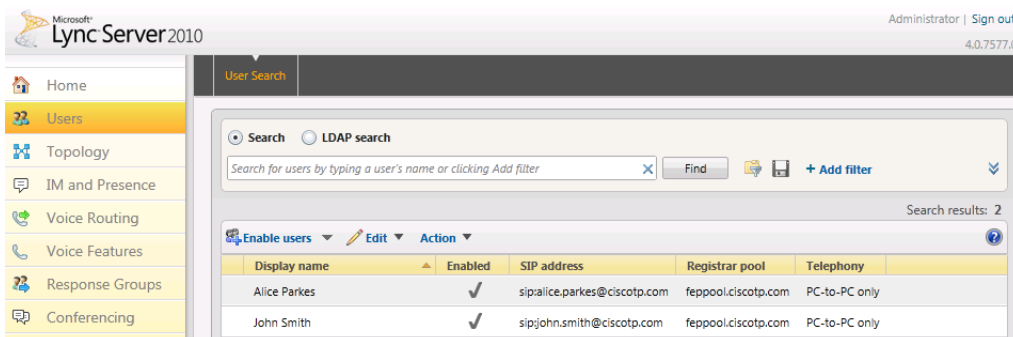 Microsoft®
Lync Server 2010
Administrator | Sign out
4.0.7577.0
Home
Users
Topology
IM and Presence
Voice Routing
Voice Features
Response Groups
Conferencing
User Search
Search LDAP search
Search for users by typing a user's name or clicking Add filter
Find + Add filter
Search results: 2
Enable users Edit Action
Display name Enabled SIP address Registrar pool Telephony
Alice Parkes sip:alice.parkes@ciscotp.com feppool.ciscotp.com PC-to-PC only
John Smith sip:john.smith@ciscotp.com feppool.ciscotp.com PC-to-PC only